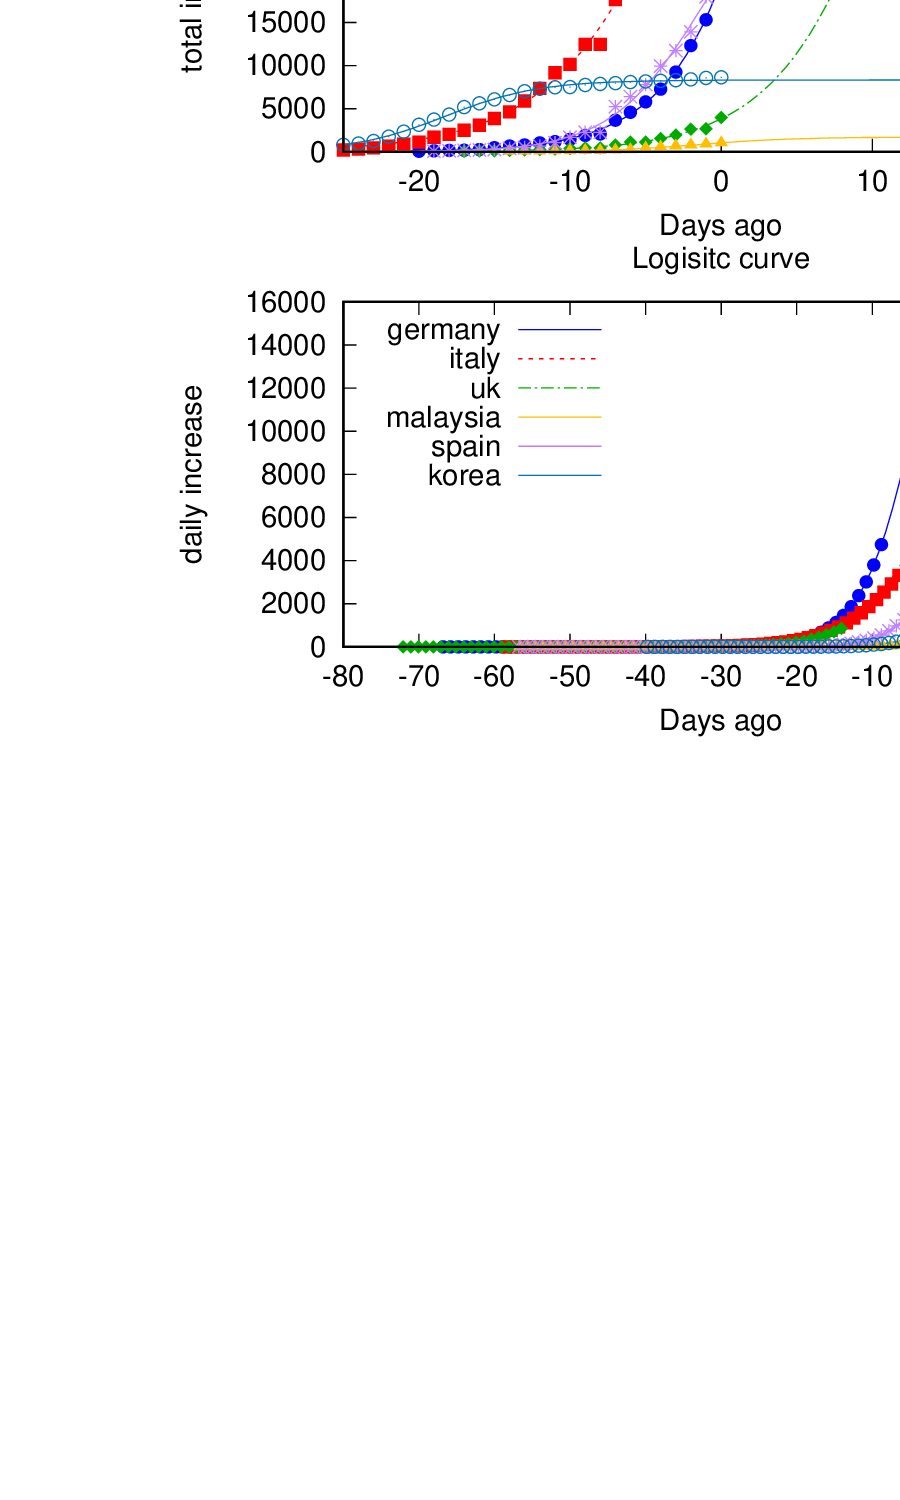 total in
15000
10000
5000
0
-20 -10 0 10
Days ago
Logisitc curve
16000
14000
12000
10000
8000
6000
4000
2000
0
daily increase
germany
italy
uk
malaysia
spain
korea
-80 -70 -60 -50 -40 -30 -20 -10
Days ago